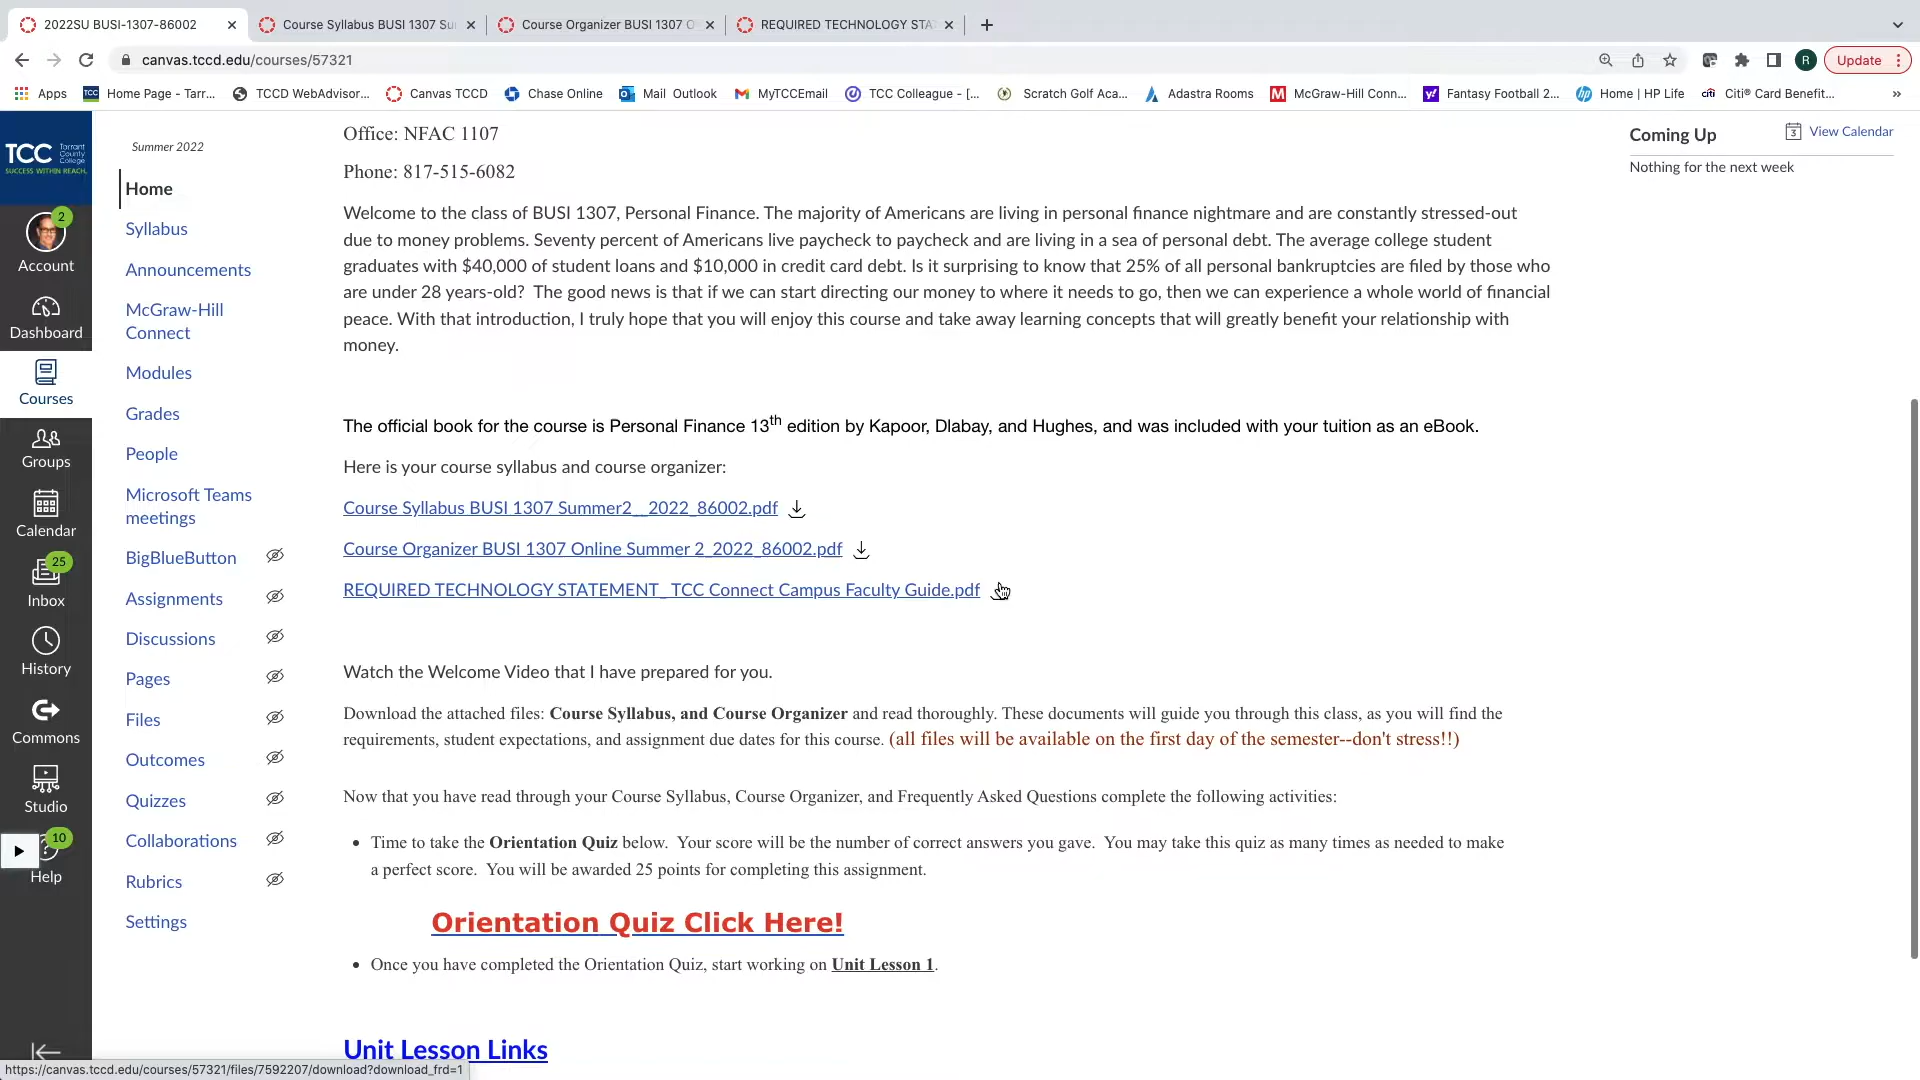 2022SU BUSI-1307-86002
Course Syllabus BUSI 1307 Su
Course Organizer BUSI 1307 O
REQUIRED TECHNOLOGY STA
canvas.tccd.edu/courses/57321
R
Update
Apps
Home Page - Tarr...
TCCD WebAdvisor...
Canvas TCCD
Chase Online
Mail Outlook
MyTCCEmail
TCC Colleague - [...
Scratch Golf Aca...
Adastra Rooms
McGraw-Hill Conn...
Fantasy Football 2...
Home | HP Life
Citi® Card Benefit...
»
TCC Tarrant County College
SUCCESS WITHIN REACH.
2
Account
Dashboard
Courses
Groups
Calendar
25
Inbox
History
Commons
Studio
10
Help
Summer 2022
Home
Syllabus
Announcements
McGraw-Hill
Connect
Modules
Grades
People
Microsoft Teams
meetings
BigBlueButton
Assignments
Discussions
Pages
Files
Outcomes
Quizzes
Collaborations
Rubrics
Settings
Office: NFAC 1107
Phone: 817-515-6082
Welcome to the class of BUSI 1307, Personal Finance. The majority of Americans are living in personal finance nightmare and are constantly stressed-out
due to money problems. Seventy percent of Americans live paycheck to paycheck and are living in a sea of personal debt. The average college student
graduates with $40,000 of student loans and $10,000 in credit card debt. Is it surprising to know that 25% of all personal bankruptcies are filed by those who
are under 28 years-old? The good news is that if we can start directing our money to where it needs to go, then we can experience a whole world of financial
peace. With that introduction, I truly hope that you will enjoy this course and take away learning concepts that will greatly benefit your relationship with
money.
The official book for the course is Personal Finance 13th edition by Kapoor, Dlabay, and Hughes, and was included with your tuition as an eBook.
Here is your course syllabus and course organizer:
Course Syllabus BUSI 1307 Summer2__2022_86002.pdf
Course Organizer BUSI 1307 Online Summer 2_2022_86002.pdf
REQUIRED TECHNOLOGY STATEMENT_ TCC Connect Campus Faculty Guide.pdf
Watch the Welcome Video that I have prepared for you.
Download the attached files: Course Syllabus, and Course Organizer and read thoroughly. These documents will guide you through this class, as you will find the
requirements, student expectations, and assignment due dates for this course. (all files will be available on the first day of the semester--don't stress!!)
Now that you have read through your Course Syllabus, Course Organizer, and Frequently Asked Questions complete the following activities:
• Time to take the Orientation Quiz below. Your score will be the number of correct answers you gave. You may take this quiz as many times as needed to make
a perfect score. You will be awarded 25 points for completing this assignment.
Orientation Quiz Click Here!
• Once you have completed the Orientation Quiz, start working on Unit Lesson 1.
Unit Lesson Links
Coming Up
3
View Calendar
Nothing for the next week
https://canvas.tccd.edu/courses/57321/files/7592207/download?download_frd=1